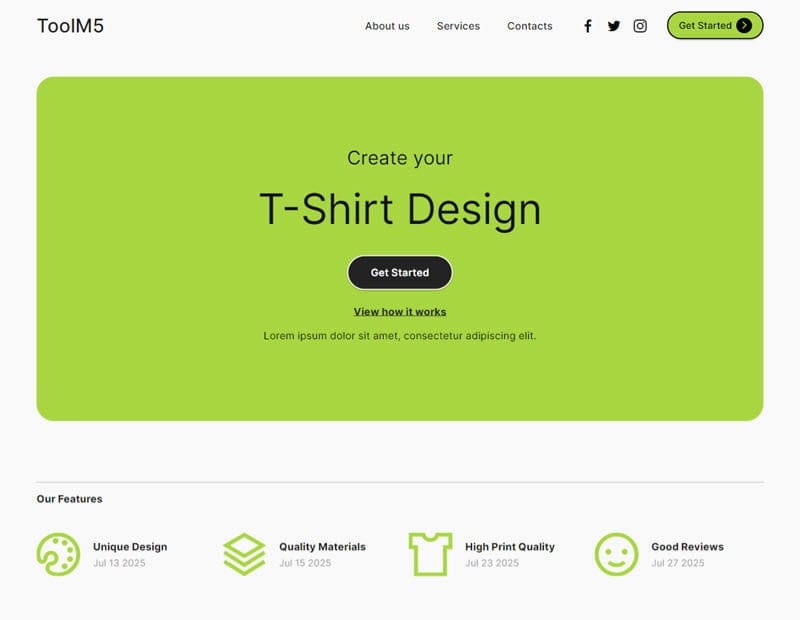 ToolM5
About us
Services
Contacts
Get Started
Create your
T-Shirt Design
Get Started
View how it works
Lorem ipsum dolor sit amet, consectetur adipiscing elit.
Our Features
Unique Design
Jul 13 2025
Quality Materials
Jul 15 2025
High Print Quality
Jul 23 2025
Good Reviews
Jul 27 2025